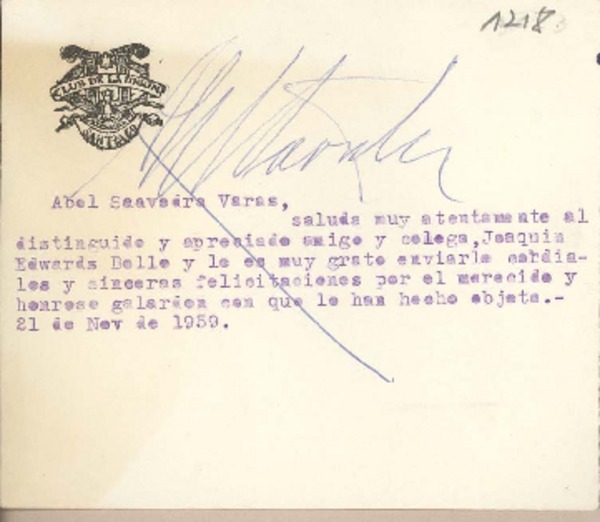 1218
CLUB DE LA UNION
SANTIAGO
Abel Saavedra Varas,
saluda muy atentamente al
distinguido y apreciado amigo y colega, Joaquin
Edwards Bello y le es muy grato enviarle cordia-
les y sinceras felicitaciones por el merecido y
honroso galardon con que le han hecho objeto.-
21 de Nov de 1959.